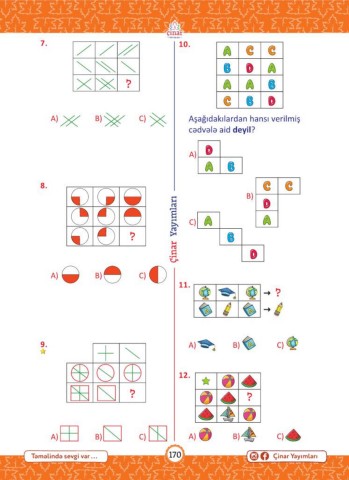 çinar
7.
?
A)
B)
C)
8.
?
A)
B)
C)
9.
?
A)
B)
C)
Çinar Yayımları
10.
A C C
B D A
A A B
C B D
Aşağıdakılardan hansı verilmiş
cədvələ aid deyil?
A)
D
A B
B)
C C
D
A
C)
A
B
D
11.
?
A)
B)
C)
12.
?
A)
B)
C)
Tamalində sevgi var ...
170
Çinar Yayımları